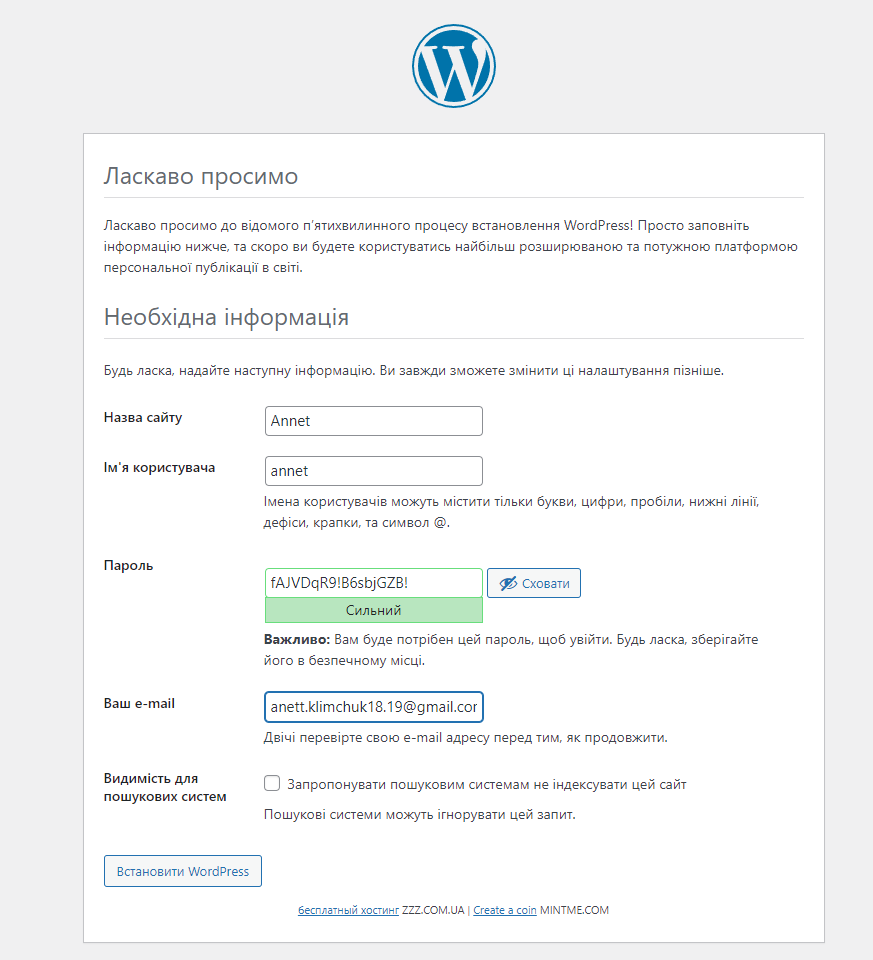 Ласкаво просимо
Ласкаво просимо до відомого п’ятихвилинного процесу встановлення WordPress! Просто заповніть
інформацію нижче, та скоро ви будете користуватись найбільш розширюваною та потужною платформою
персональної публікації в світі.
Необхідна інформація
Будь ласка, надайте наступну інформацію. Ви завжди зможете змінити ці налаштування пізніше.
Назва сайту
Annet
Ім'я користувача
annet
Імена користувачів можуть містити тільки букви, цифри, пробіли, нижні лінії,
дефіси, крапки, та символ @.
Пароль
fAJVDqR9!B6sbjGZB!
Сховати
Сильний
Важливо: Вам буде потрібен цей пароль, щоб увійти. Будь ласка, зберігайте
його в безпечному місці.
Ваш e-mail
anett.klimchuk18.19@gmail.cor
Двічі перевірте свою e-mail адресу перед тим, як продовжити.
Видимість для
пошукових систем
Запропонувати пошуковим системам не індексувати цей сайт
Пошукові системи можуть ігнорувати цей запит.
Встановити WordPress
бесплатный хостинг ZZZ.COM.UA | Create a coin MINTME.COM